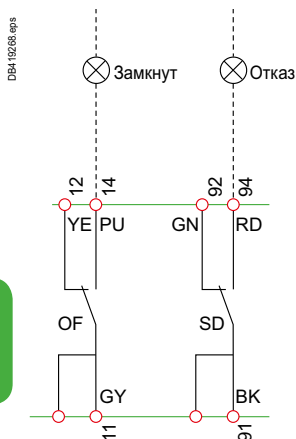 DB419268.eps
Замкнут
Отказ
12
14
92
94
YE
PU
GN
RD
OF
SD
GY
BK
11
91